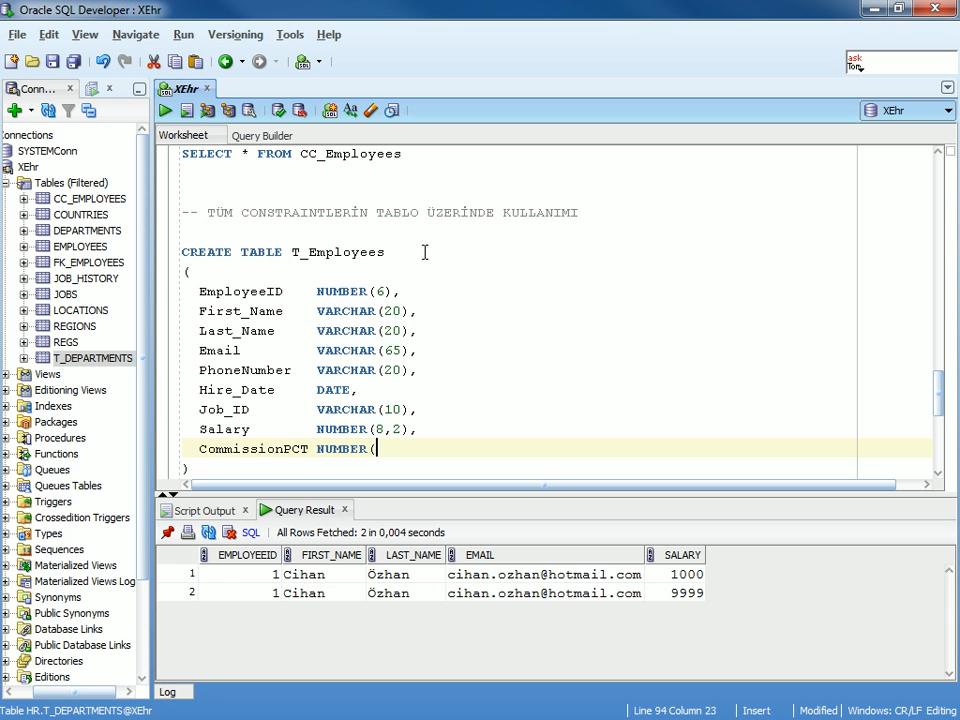 Oracle SQL Developer : XEhr
File Edit View Navigate Run Versioning Tools Help
ask
Tom
Conn... x x
XEhr x
XEhr
Worksheet Query Builder
onnections
SYSTEMConn
XEhr
Tables (Filtered)
CC_EMPLOYEES
COUNTRIES
DEPARTMENTS
EMPLOYEES
FK_EMPLOYEES
JOB_HISTORY
JOBS
LOCATIONS
REGIONS
REGS
T_DEPARTMENTS
Views
Editioning Views
Indexes
Packages
Procedures
Functions
Queues
Queues Tables
Triggers
Crossedition Triggers
Types
Sequences
Materialized Views
Materialized Views Log
Synonyms
Public Synonyms
Database Links
Public Database Links
Directories
Editions
SELECT * FROM CC_Employees
-- TÜM CONSTRAINTLERİN TABLO ÜZERİNDE KULLANIMI
CREATE TABLE T_Employees
(
EmployeeID NUMBER(6),
First_Name VARCHAR(20),
Last_Name VARCHAR(20),
Email VARCHAR(65),
PhoneNumber VARCHAR(20),
Hire_Date DATE,
Job_ID VARCHAR(10),
Salary NUMBER(8,2),
CommissionPCT NUMBER(
)
Script Output x Query Result x
SQL All Rows Fetched: 2 in 0,004 seconds
EMPLOYEEID FIRST_NAME LAST_NAME EMAIL SALARY
1 1 Cihan Özhan cihan.ozhan@hotmail.com 1000
2 1 Cihan Özhan cihan.ozhan@hotmail.com 9999
Log
Table HR.T_DEPARTMENTS@XEhr Line 94 Column 23 Insert Modified Windows: CR/LF Editing